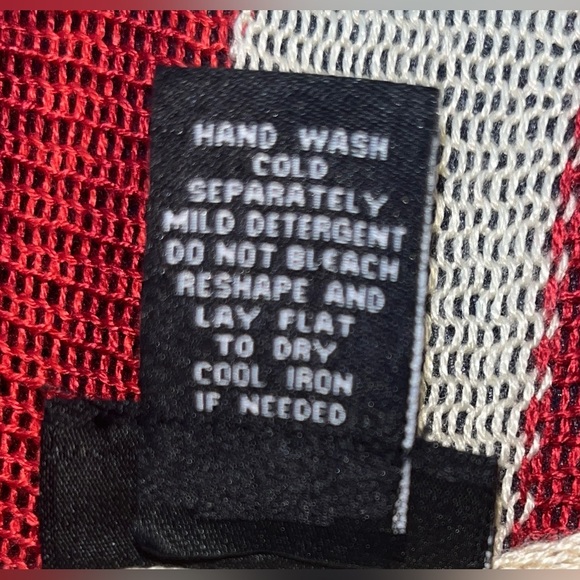 HAND WASH
COLD
SEPARATELY
MILD DETERGENT
DO NOT BLEACH
RESHAPE AND
LAY FLAT
TO DRY
COOL IRON
IF NEEDED